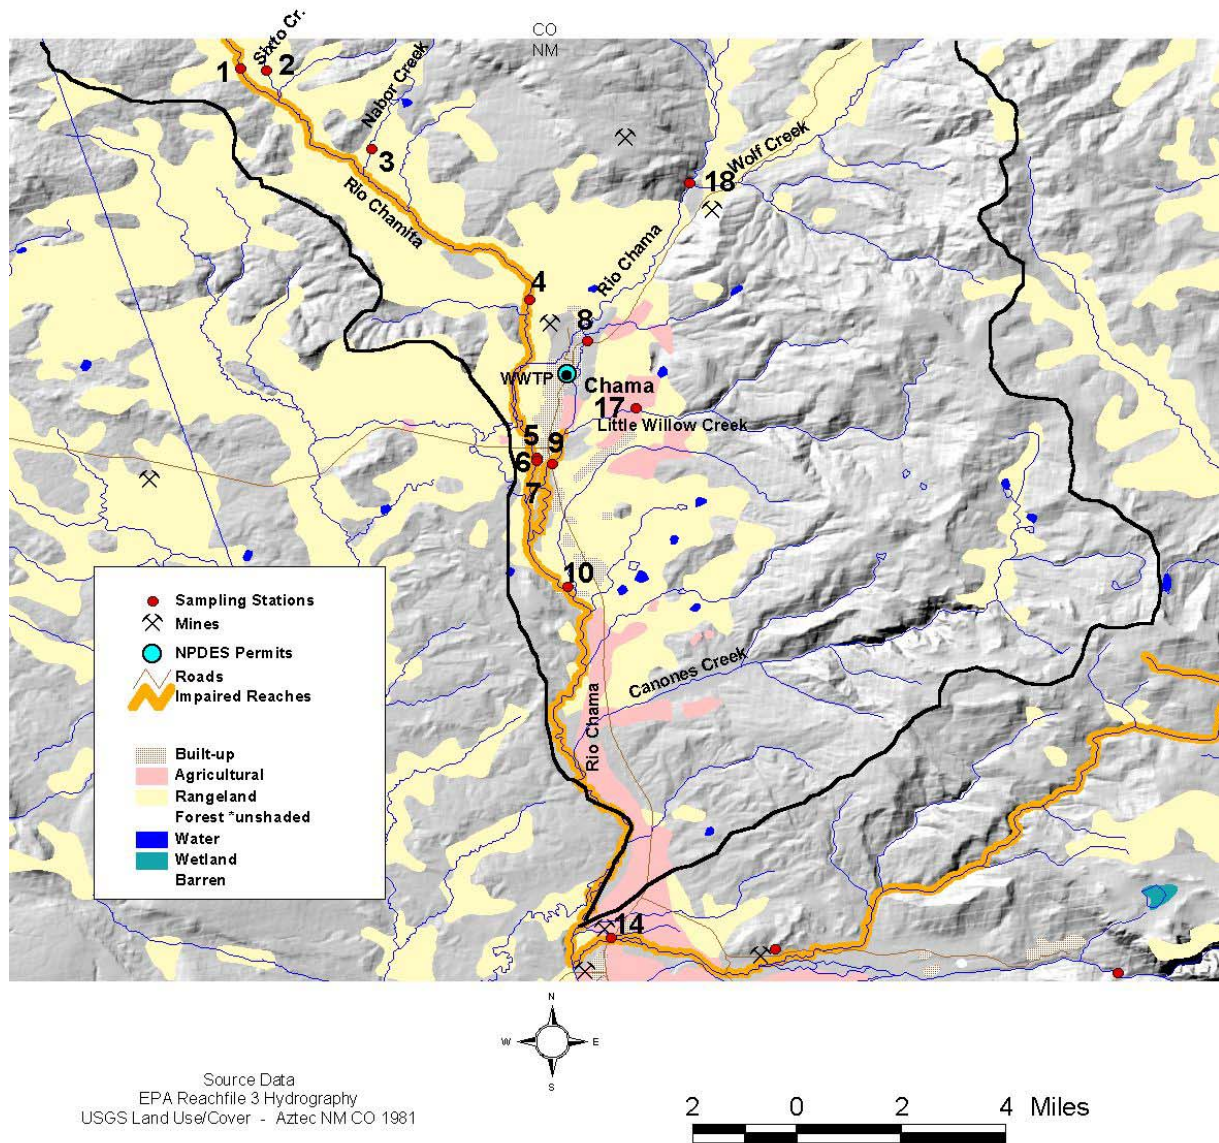 CO
NM
Sixto Cr.
1
2
Nabor Creek
3
Wolf Creek
18
Rio Chamita
Rio Chama
4
8
WWTP
Chama
17
Little Willow Creek
5
9
6
7
10
Canones Creek
Rio Chama
14
Sampling Stations
Mines
NPDES Permits
Roads
Impaired Reaches
Built-up
Agricultural
Rangeland
Forest *unshaded
Water
Wetland
Barren
N
W
E
S
Source Data
EPA Reachfile 3 Hydrography
USGS Land Use/Cover - Aztec NM CO 1981
2 0 2 4 Miles